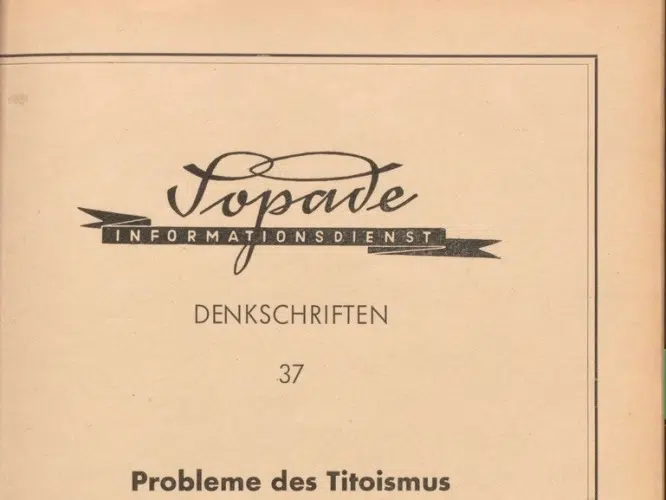 Sopade
INFORMATIONSDIENST
DENKSCHRIFTEN
37
Probleme des Titoismus